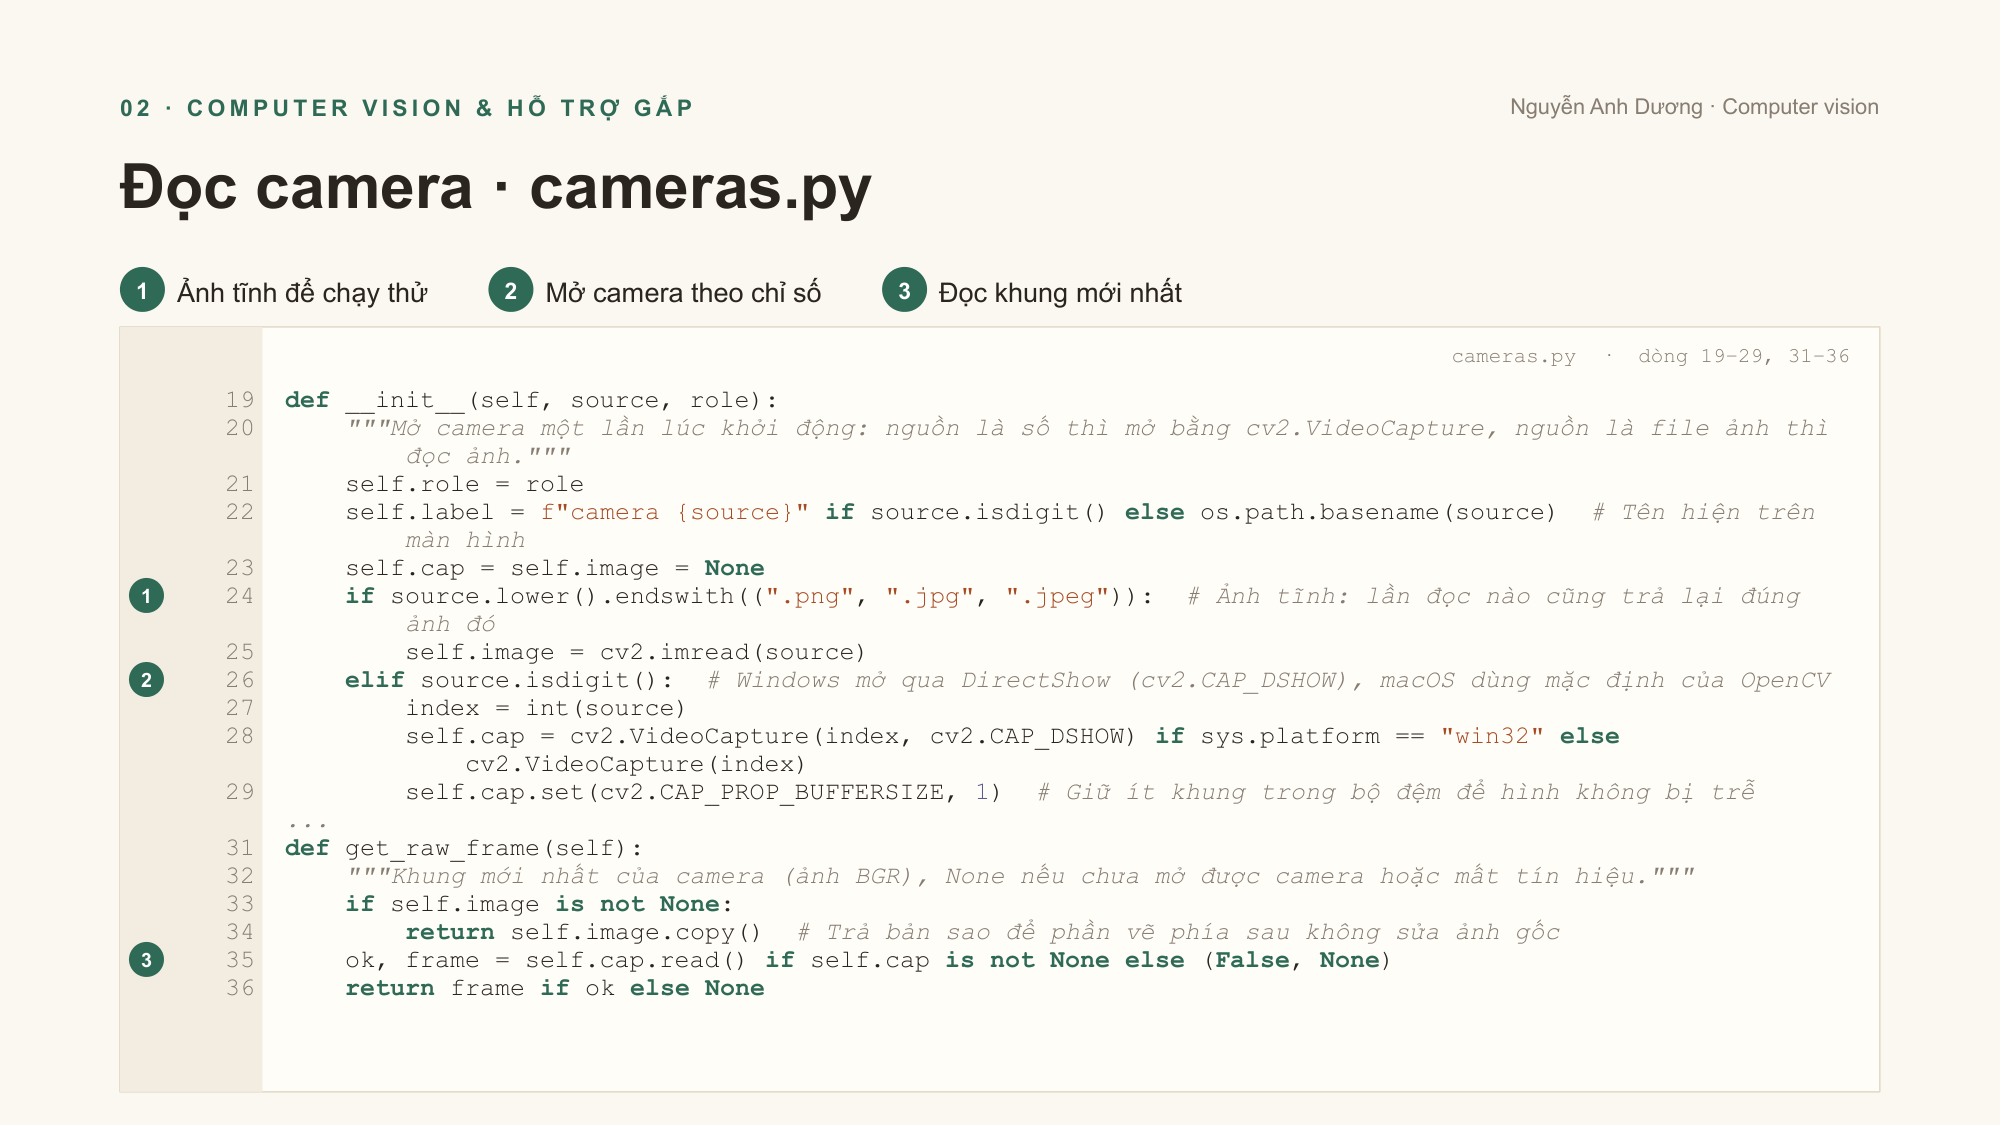 02 · COMPUTER VISION & HỖ TRỢ GẮP
Nguyễn Anh Dương · Computer vision
Đọc camera · cameras.py
1 Ảnh tĩnh để chạy thử
2 Mở camera theo chỉ số
3 Đọc khung mới nhất
cameras.py · dòng 19–29, 31–36
19 def __init__(self, source, role):
20 """Mở camera một lần lúc khởi động: nguồn là số thì mở bằng cv2.VideoCapture, nguồn là file ảnh thì
đọc ảnh."""
21 self.role = role
22 self.label = f"camera {source}" if source.isdigit() else os.path.basename(source)  # Tên hiện trên
màn hình
23 self.cap = self.image = None
1 24 if source.lower().endswith((".png", ".jpg", ".jpeg")):  # Ảnh tĩnh: lần đọc nào cũng trả lại đúng
ảnh đó
25 self.image = cv2.imread(source)
2 26 elif source.isdigit():  # Windows mở qua DirectShow (cv2.CAP_DSHOW), macOS dùng mặc định của OpenCV
27 index = int(source)
28 self.cap = cv2.VideoCapture(index, cv2.CAP_DSHOW) if sys.platform == "win32" else
cv2.VideoCapture(index)
29 self.cap.set(cv2.CAP_PROP_BUFFERSIZE, 1)  # Giữ ít khung trong bộ đệm để hình không bị trễ
...
31 def get_raw_frame(self):
32 """Khung mới nhất của camera (ảnh BGR), None nếu chưa mở được camera hoặc mất tín hiệu."""
33 if self.image is not None:
34 return self.image.copy()  # Trả bản sao để phần vẽ phía sau không sửa ảnh gốc
3 35 ok, frame = self.cap.read() if self.cap is not None else (False, None)
36 return frame if ok else None